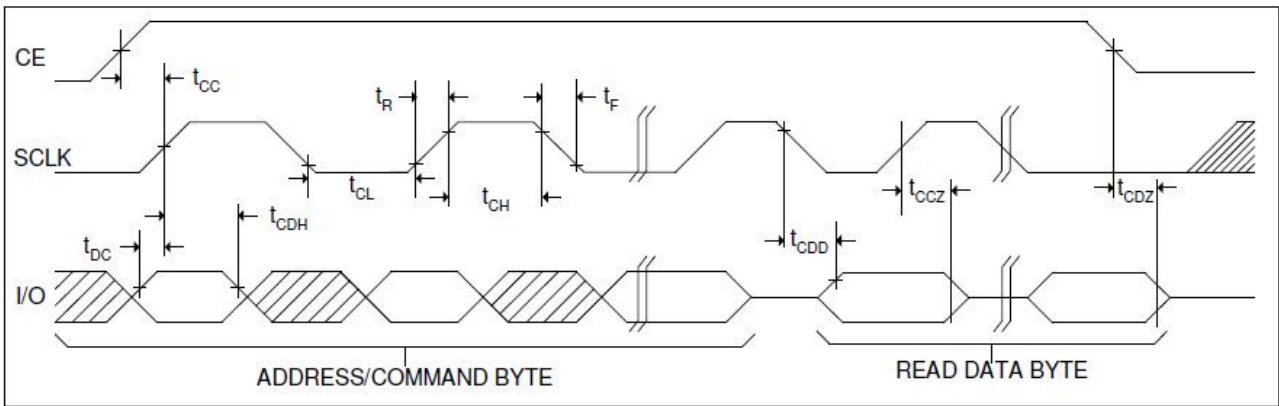 CE
tCC
tR
tF
SCLK
tCL
tCH
tCCZ
tCDZ
tCDH
tDC
tCDD
I/O
ADDRESS/COMMAND BYTE
READ DATA BYTE